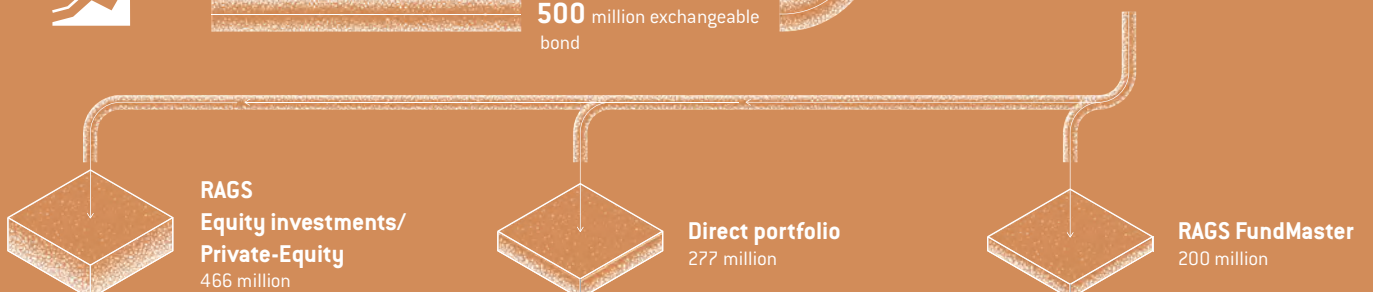 500 million exchangeable
bond
RAGS
Equity investments/
Private-Equity
466 million
Direct portfolio
277 million
RAGS FundMaster
200 million